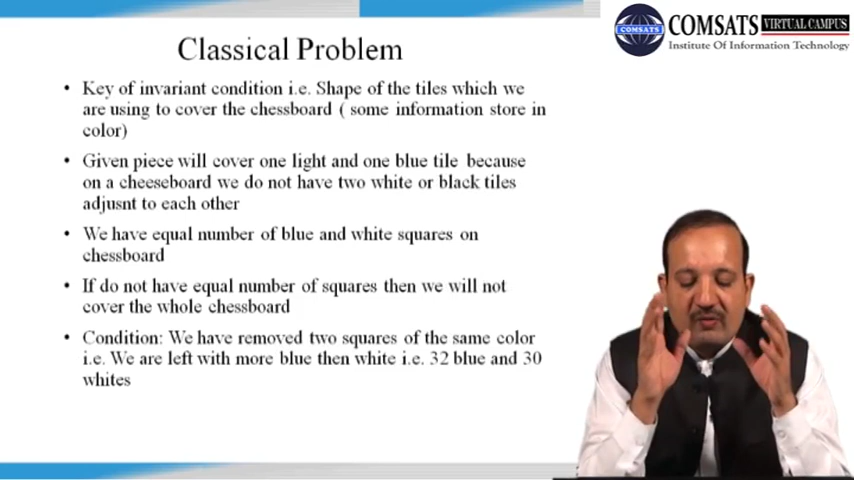 COMSATS VIRTUAL CAMPUS
COMSATS
Institute Of Information Technology
Classical Problem
• Key of invariant condition i.e. Shape of the tiles which we
are using to cover the chessboard ( some information store in
color)
• Given piece will cover one light and one blue tile because
on a cheeseboard we do not have two white or black tiles
adjusnt to each other
• We have equal number of blue and white squares on
chessboard
• If do not have equal number of squares then we will not
cover the whole chessboard
• Condition: We have removed two squares of the same color
i.e. We are left with more blue then white i.e. 32 blue and 30
whites